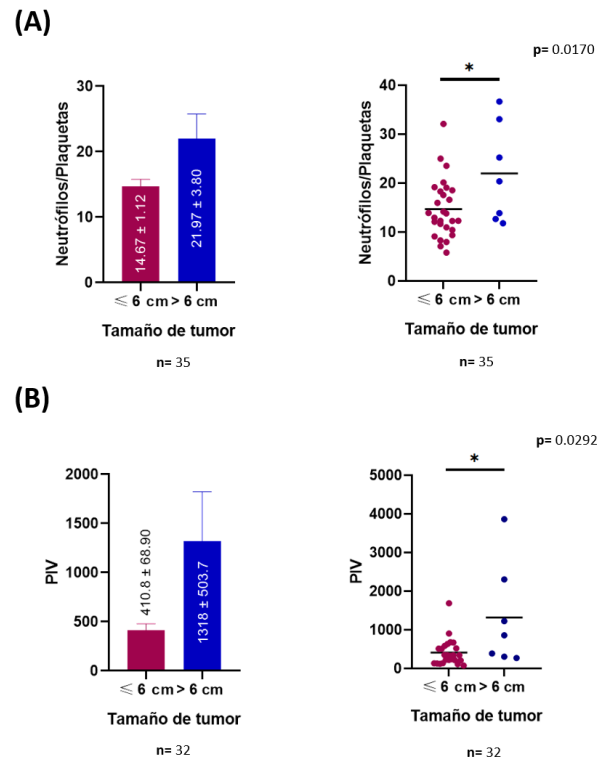 (A)
p= 0.0170
Neutrófilos/Plaquetas
30
20
10
0
14.67 ± 1.12
21.97 ± 3.80
⩽ 6 cm > 6 cm
Tamaño de tumor
n= 35
Neutrófilos/Plaquetas
40
30
20
10
0
*
⩽ 6 cm > 6 cm
Tamaño de tumor
n= 35
(B)
p= 0.0292
PIV
2000
1500
1000
500
0
410.8 ± 68.90
1318 ± 503.7
⩽ 6 cm > 6 cm
Tamaño de tumor
n= 32
PIV
5000
4000
3000
2000
1000
0
*
⩽ 6 cm > 6 cm
Tamaño de tumor
n= 32